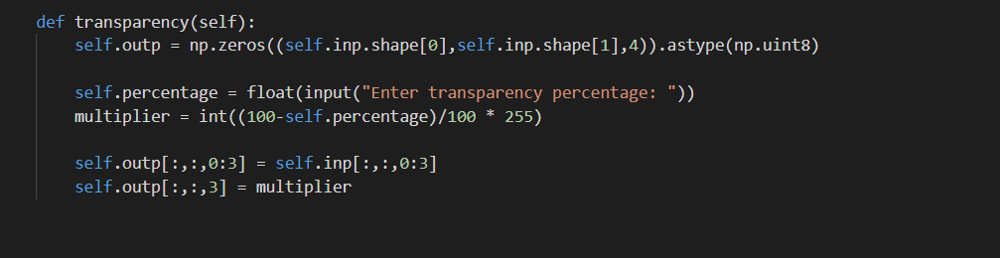 def transparency(self):
self.outp = np.zeros((self.inp.shape[0],self.inp.shape[1],4)).astype(np.uint8)
self.percentage = float(input("Enter transparency percentage: "))
multiplier = int((100-self.percentage)/100 * 255)
self.outp[:,:,0:3] = self.inp[:,:,0:3]
self.outp[:,:,3] = multiplier